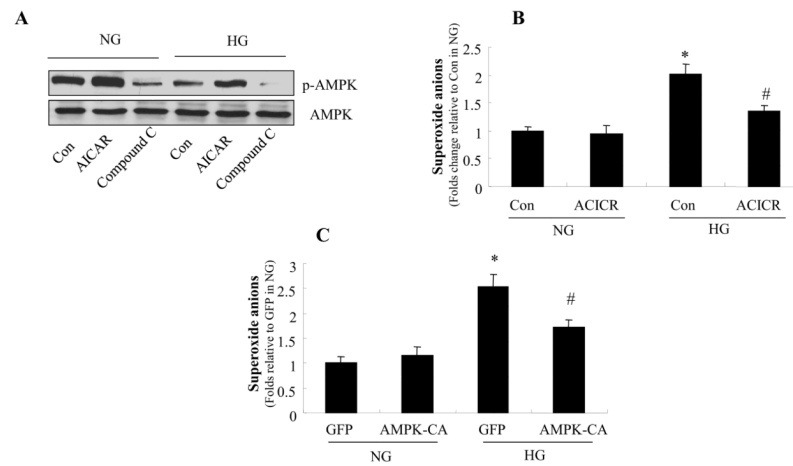 A
NG HG
p-AMPK
AMPK
Con AICAR Compound C Con AICAR Compound C
B
Superoxide anions
(Folds change relative to Con in NG)
2.5
2
1.5
1
0.5
0
* #
Con ACICR Con ACICR
NG HG
C
Superoxide anions
(Folds relative to GFP in NG)
3
2.5
2
1.5
1
0.5
0
* #
GFP AMPK-CA GFP AMPK-CA
NG HG